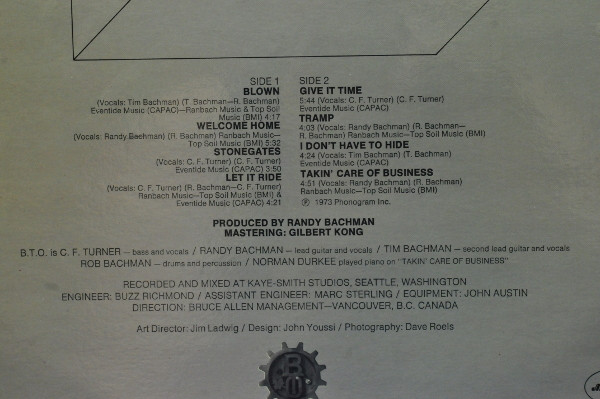 SIDE 1
BLOWN
(Vocals: Tim Bachman) (T. Bachman—R. Bachman)
Eventide Music (CAPAC)—Ranbach Music & Top Soil
Music (BMI) 4:17
WELCOME HOME
(Vocals: Randy Bachman) (R. Bachman) Ranbach Music—
Top Soil Music (BMI) 5:32
STONEGATES
(Vocals: C. F. Turner) (C. F. Turner)
Eventide Music (CAPAC) 3:50
LET IT RIDE
(Vocals: C. F. Turner) (R. Bachman—C. F. Turner)
Ranbach Music—Top Soil Music (BMI) &
Eventide Music (CAPAC) 4:21
SIDE 2
GIVE IT TIME
5:44 (Vocals: C. F. Turner) (C. F. Turner)
Eventide Music (CAPAC)
TRAMP
4:03 (Vocals: Randy Bachman) (R. Bachman—
R. Bachman) Ranbach Music—Top Soil Music (BMI)
I DON'T HAVE TO HIDE
4:24 (Vocals: Tim Bachman) (T. Bachman)
Eventide Music (CAPAC)
TAKIN' CARE OF BUSINESS
4:51 (Vocals: Randy Bachman) (R. Bachman)
Ranbach Music—Top Soil Music (BMI)
Ⓟ 1973 Phonogram Inc.
PRODUCED BY RANDY BACHMAN
MASTERING: GILBERT KONG
B.T.O. is C. F. TURNER — bass and vocals / RANDY BACHMAN — lead guitar and vocals / TIM BACHMAN — second lead guitar and vocals
ROB BACHMAN — drums and percussion / NORMAN DURKEE played piano on "TAKIN' CARE OF BUSINESS"
RECORDED AND MIXED AT KAYE-SMITH STUDIOS, SEATTLE, WASHINGTON
ENGINEER: BUZZ RICHMOND / ASSISTANT ENGINEER: MARC STERLING / EQUIPMENT: JOHN AUSTIN
DIRECTION: BRUCE ALLEN MANAGEMENT—VANCOUVER, B.C. CANADA
Art Director: Jim Ladwig / Design: John Youssi / Photography: Dave Roels